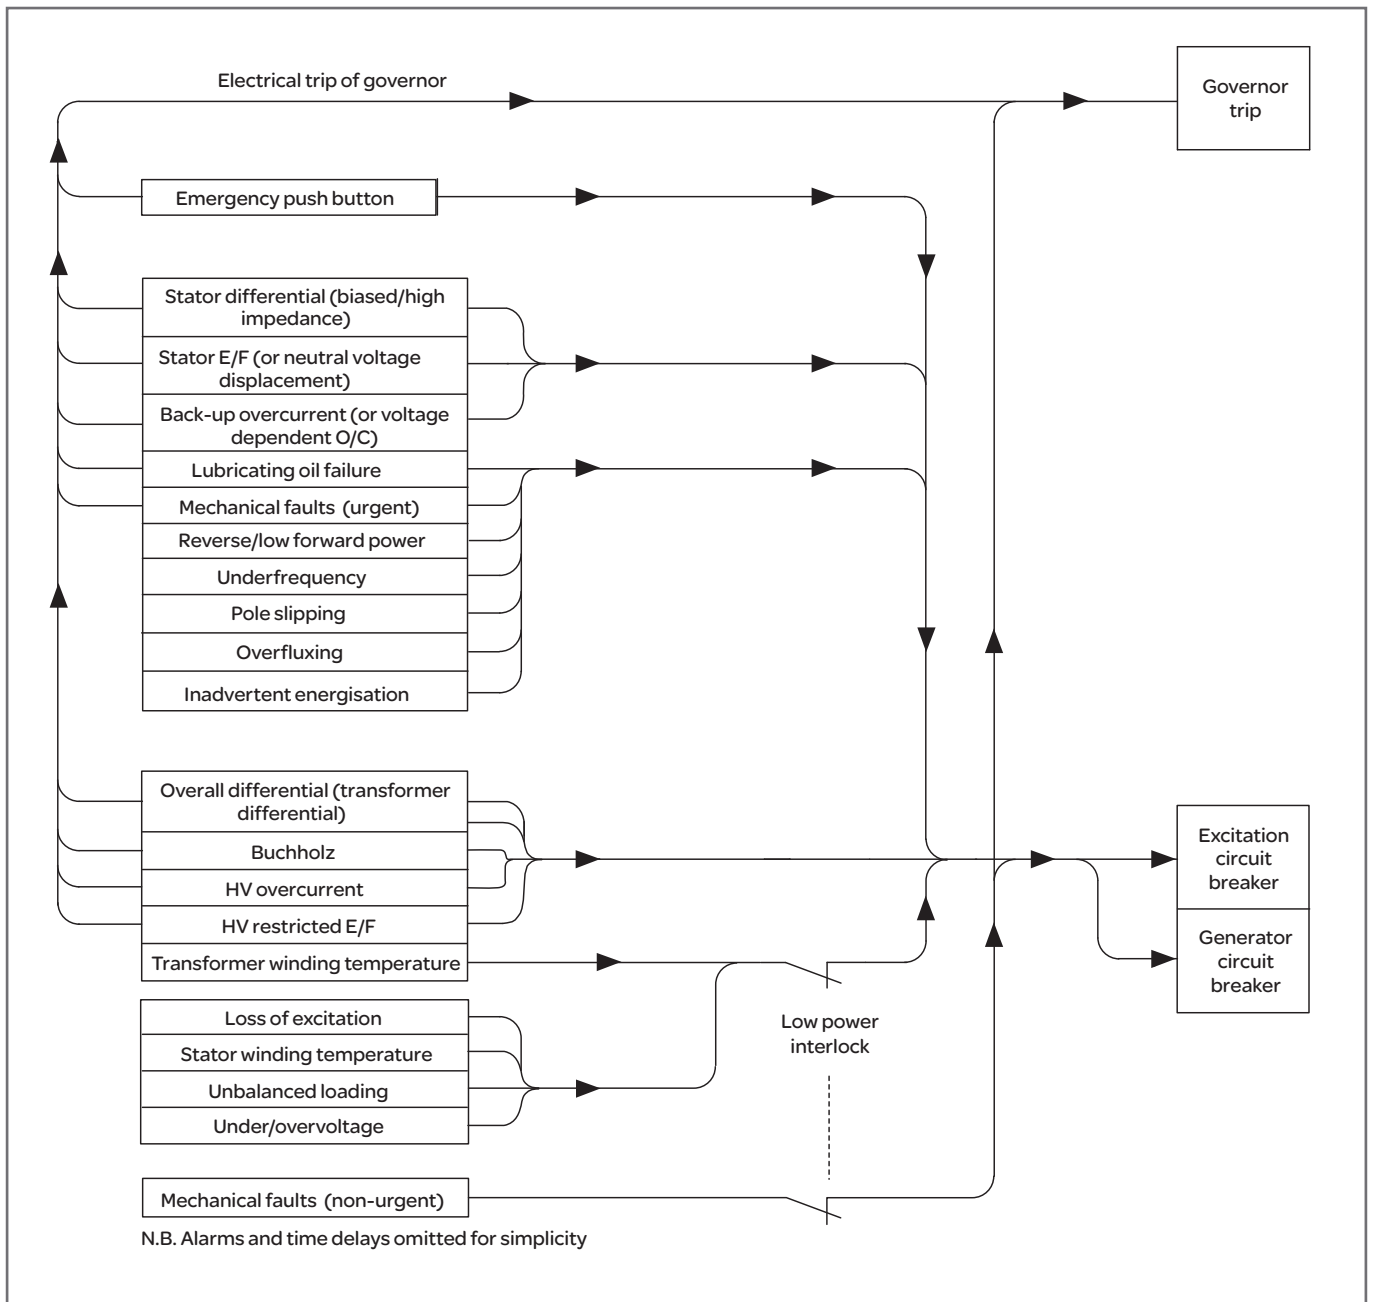 Electrical trip of governor
Governor
trip
Emergency push button
Stator differential (biased/high
impedance)
Stator E/F (or neutral voltage
displacement)
Back-up overcurrent (or voltage
dependent O/C)
Lubricating oil failure
Mechanical faults (urgent)
Reverse/low forward power
Underfrequency
Pole slipping
Overfluxing
Inadvertent energisation
Overall differential (transformer
differential)
Buchholz
HV overcurrent
HV restricted E/F
Transformer winding temperature
Excitation
circuit
breaker
Generator
circuit
breaker
Loss of excitation
Stator winding temperature
Unbalanced loading
Under/overvoltage
Low power
interlock
Mechanical faults (non-urgent)
N.B. Alarms and time delays omitted for simplicity